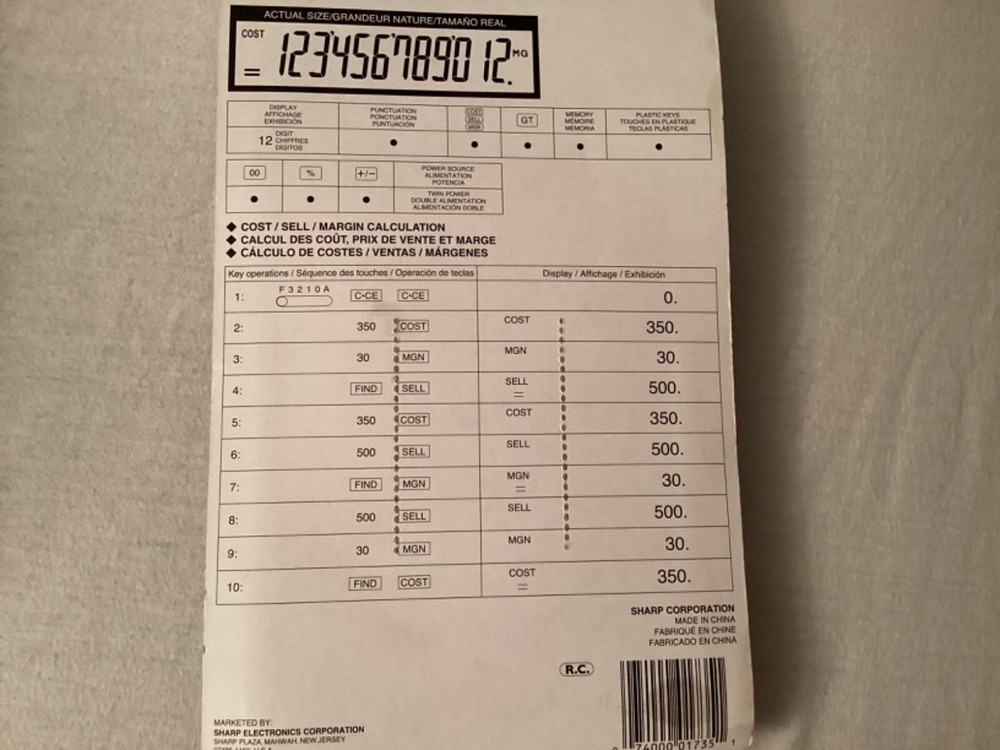 ACTUAL SIZE/GRANDEUR NATURE/TAMAÑO REAL
COST
= 123'456'789'012. MG
DISPLAY
AFFICHAGE
EXHIBICIÓN
PUNCTUATION
PONCTUATION
PUNTUACIÓN
COST
SELL
MGN
GT
MEMORY
MÉMOIRE
MEMORIA
PLASTIC KEYS
TOUCHES EN PLASTIQUE
TECLAS PLÁSTICAS
12 DIGIT
CHIFFRES
DÍGITOS
● ● ● ● ●
00 % +/−
POWER SOURCE
ALIMENTATION
POTENCIA
● ● ●
TWIN POWER
DOUBLE ALIMENTATION
ALIMENTACIÓN DOBLE
◆ COST / SELL / MARGIN CALCULATION
◆ CALCUL DES COÛT, PRIX DE VENTE ET MARGE
◆ CÁLCULO DE COSTES / VENTAS / MÁRGENES
Key operations / Séquence des touches / Operación de teclas Display / Affichage / Exhibición
1: F 3 2 1 0 A C·CE C·CE 0.
2: 350 COST COST 350.
3: 30 MGN MGN 30.
4: FIND SELL SELL = 500.
5: 350 COST COST 350.
6: 500 SELL SELL 500.
7: FIND MGN MGN = 30.
8: 500 SELL SELL 500.
9: 30 MGN MGN 30.
10: FIND COST COST = 350.
SHARP CORPORATION
MADE IN CHINA
FABRIQUÉ EN CHINE
FABRICADO EN CHINA
R.C.
MARKETED BY:
SHARP ELECTRONICS CORPORATION
SHARP PLAZA, MAHWAH, NEW JERSEY
0 74000 01735 1